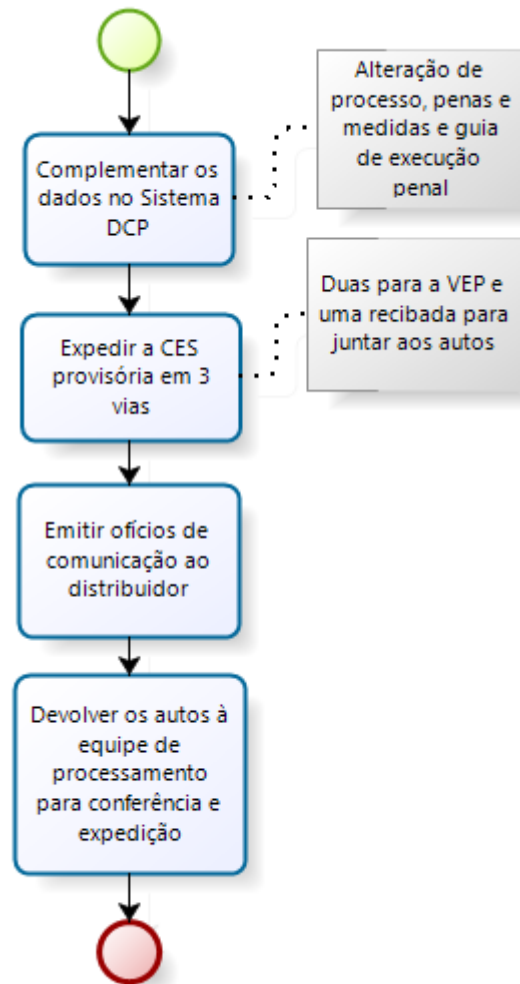 Alteração de
processo, penas e
medidas e guia
de execução
penal
Complementar os
dados no Sistema
DCP
Duas para a VEP e
uma recibada para
juntar aos autos
Expedir a CES
provisória em 3
vias
Emitir ofícios de
comunicação ao
distribuidor
Devolver os autos à
equipe de
processamento
para conferência e
expedição